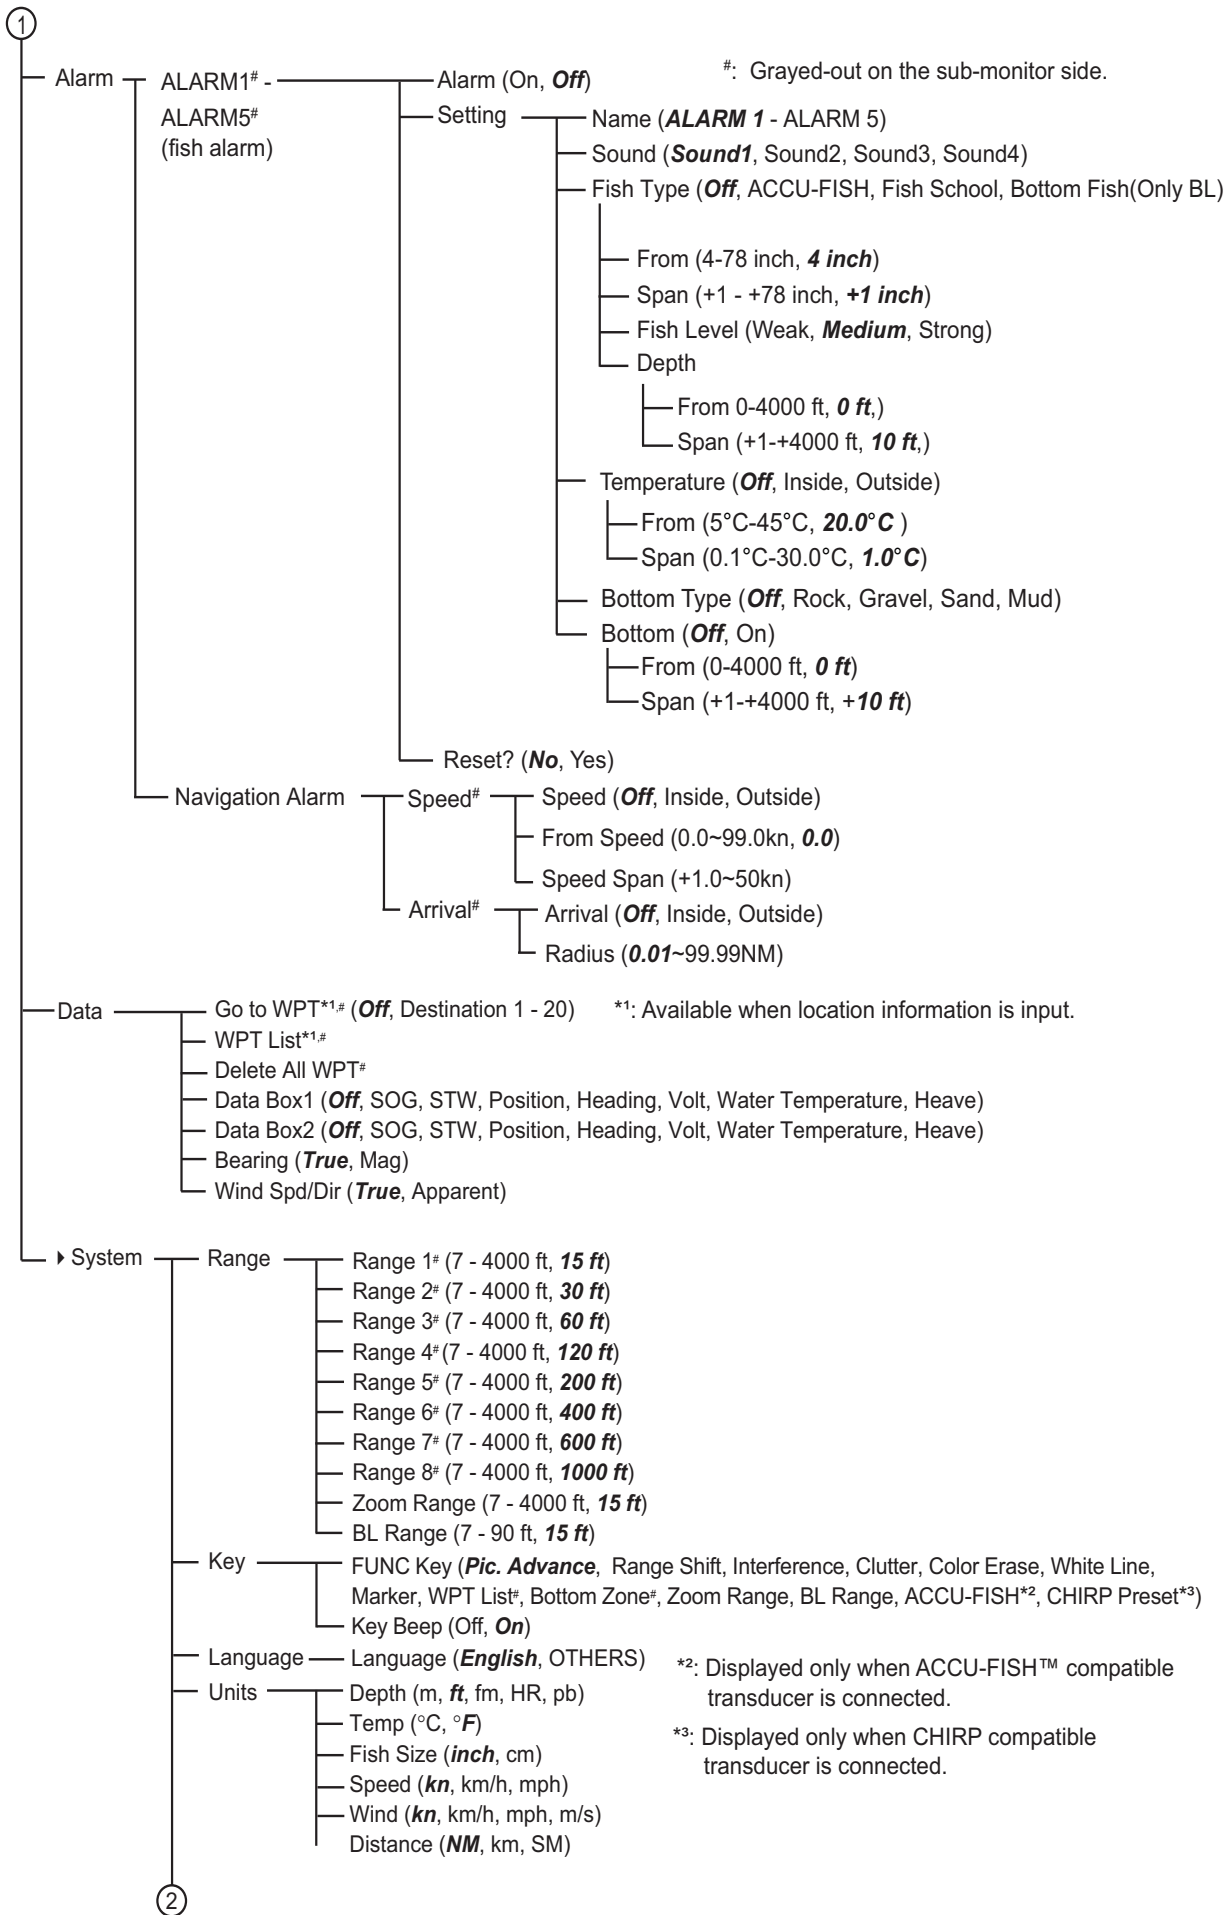 1
Alarm
ALARM1# -
ALARM5#
(fish alarm)
Alarm (On, Off)
#: Grayed-out on the sub-monitor side.
Setting
Name (ALARM 1 - ALARM 5)
Sound (Sound1, Sound2, Sound3, Sound4)
Fish Type (Off, ACCU-FISH, Fish School, Bottom Fish(Only BL)
From (4-78 inch, 4 inch)
Span (+1 - +78 inch, +1 inch)
Fish Level (Weak, Medium, Strong)
Depth
From 0-4000 ft, 0 ft,)
Span (+1-+4000 ft, 10 ft,)
Temperature (Off, Inside, Outside)
From (5°C-45°C, 20.0°C )
Span (0.1°C-30.0°C, 1.0°C)
Bottom Type (Off, Rock, Gravel, Sand, Mud)
Bottom (Off, On)
From (0-4000 ft, 0 ft)
Span (+1-+4000 ft, +10 ft)
Reset? (No, Yes)
Navigation Alarm
Speed#
Speed (Off, Inside, Outside)
From Speed (0.0~99.0kn, 0.0)
Speed Span (+1.0~50kn)
Arrival#
Arrival (Off, Inside, Outside)
Radius (0.01~99.99NM)
Data
Go to WPT*1,# (Off, Destination 1 - 20)
*1: Available when location information is input.
WPT List*1,#
Delete All WPT#
Data Box1 (Off, SOG, STW, Position, Heading, Volt, Water Temperature, Heave)
Data Box2 (Off, SOG, STW, Position, Heading, Volt, Water Temperature, Heave)
Bearing (True, Mag)
Wind Spd/Dir (True, Apparent)
System
Range
Range 1# (7 - 4000 ft, 15 ft)
Range 2# (7 - 4000 ft, 30 ft)
Range 3# (7 - 4000 ft, 60 ft)
Range 4# (7 - 4000 ft, 120 ft)
Range 5# (7 - 4000 ft, 200 ft)
Range 6# (7 - 4000 ft, 400 ft)
Range 7# (7 - 4000 ft, 600 ft)
Range 8# (7 - 4000 ft, 1000 ft)
Zoom Range (7 - 4000 ft, 15 ft)
BL Range (7 - 90 ft, 15 ft)
Key
FUNC Key (Pic. Advance, Range Shift, Interference, Clutter, Color Erase, White Line,
Marker, WPT List#, Bottom Zone#, Zoom Range, BL Range, ACCU-FISH*2, CHIRP Preset*3)
Key Beep (Off, On)
Language
Language (English, OTHERS)
*2: Displayed only when ACCU-FISH™ compatible
transducer is connected.
*3: Displayed only when CHIRP compatible
transducer is connected.
Units
Depth (m, ft, fm, HR, pb)
Temp (°C, °F)
Fish Size (inch, cm)
Speed (kn, km/h, mph)
Wind (kn, km/h, mph, m/s)
Distance (NM, km, SM)
2